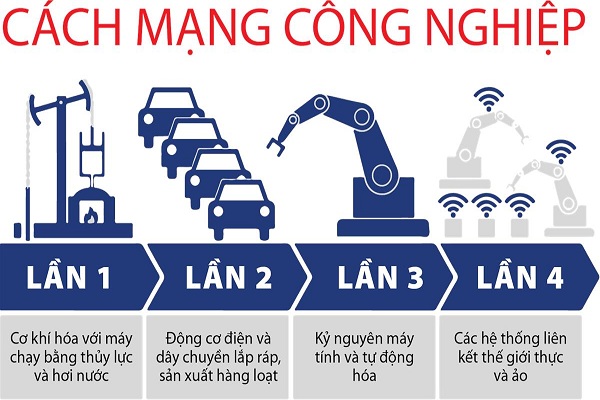 CÁCH MẠNG CÔNG NGHIỆP
LẦN 1
LẦN 2
LẦN 3
LẦN 4
Cơ khí hóa với máy
chạy bằng thủy lực
và hơi nước
Động cơ điện và
dây chuyền lắp ráp,
sản xuất hàng loạt
Kỷ nguyên máy
tính và tự động
hóa
Các hệ thống liên
kết thế giới thực
và ảo